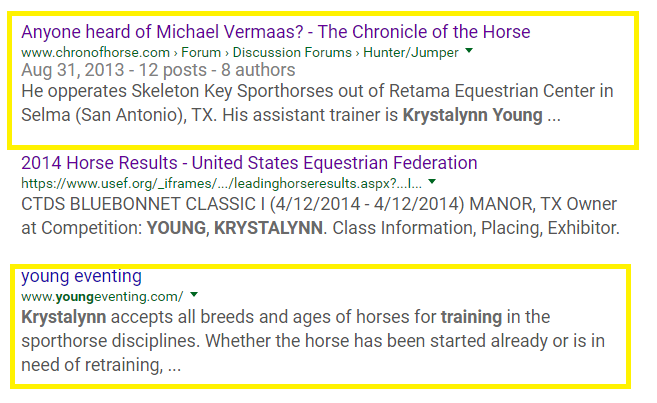 Anyone heard of Michael Vermaas? - The Chronicle of the Horse
www.chronofhorse.com › Forum › Discussion Forums › Hunter/Jumper
Aug 31, 2013 - 12 posts - 8 authors
He opperates Skeleton Key Sporthorses out of Retama Equestrian Center in
Selma (San Antonio), TX. His assistant trainer is Krystalynn Young ...
2014 Horse Results - United States Equestrian Federation
https://www.usef.org/_iframes/.../leadinghorseresults.aspx?...I...
CTDS BLUEBONNET CLASSIC I (4/12/2014 - 4/12/2014) MANOR, TX Owner
at Competition: YOUNG, KRYSTALYNN. Class Information, Placing, Exhibitor.
young eventing
www.youngeventing.com/
Krystalynn accepts all breeds and ages of horses for training in the
sporthorse disciplines. Whether the horse has been started already or is in
need of retraining, ...